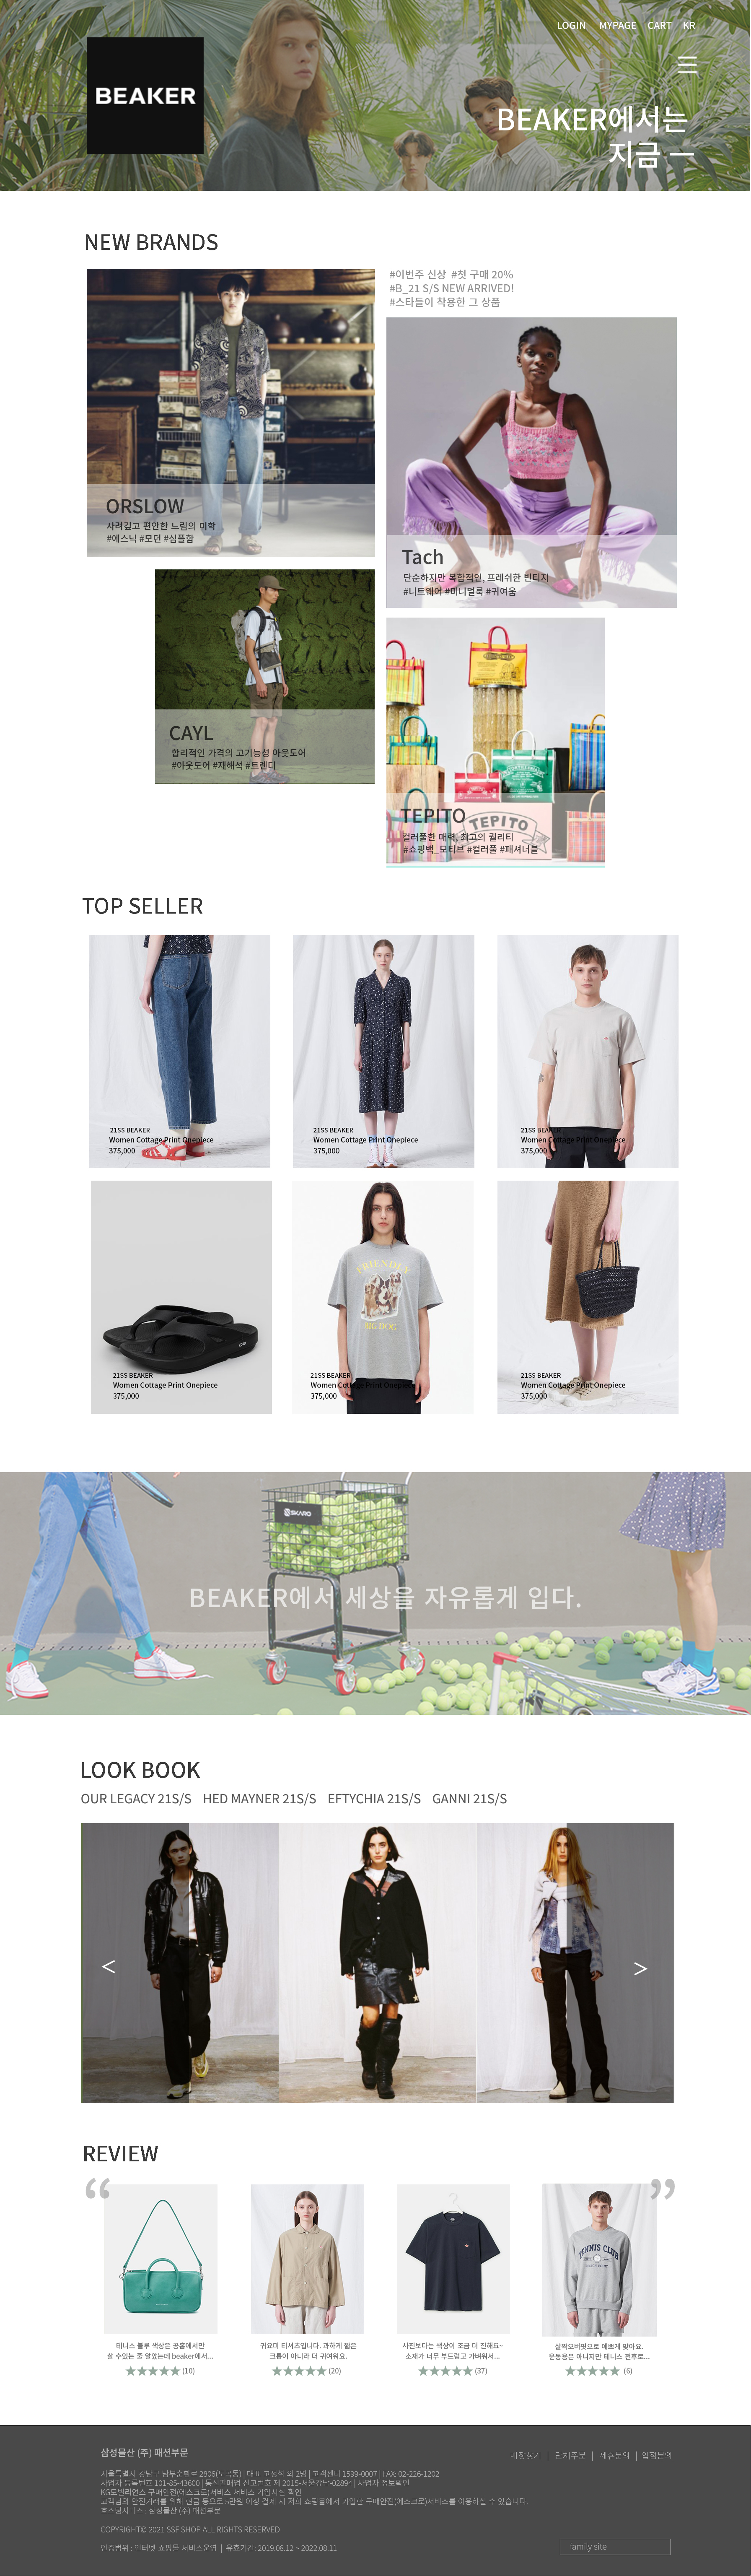 LOGIN MYPAGE CART KR
BEAKER
BEAKER에서는
지금 ㅡ
NEW BRANDS
#이번주 신상 #첫 구매 20%
#B_21 S/S NEW ARRIVED!
#스타들이 착용한 그 상품
ORSLOW
사려깊고 편안한 느림의 미학
#에스닉 #모던 #심플함
Tach
단순하지만 복합적인, 프레쉬한 빈티지
#니트웨어 #미니멀룩 #귀여움
CAYL
합리적인 가격의 고기능성 아웃도어
#아웃도어 #재해석 #트렌디
TEPITO
TEPITO
컬러풀한 매력, 최고의 퀄리티
#쇼핑백_모티브 #컬러풀 #패셔너블
TOP SELLER
21SS BEAKER
Women Cottage Print Onepiece
375,000
21SS BEAKER
Women Cottage Print Onepiece
375,000
21SS BEAKER
Women Cottage Print Onepiece
375,000
21SS BEAKER
Women Cottage Print Onepiece
375,000
FRIENDLY
BIG DOG
21SS BEAKER
Women Cottage Print Onepiece
375,000
21SS BEAKER
Women Cottage Print Onepiece
375,000
SKARO
BEAKER에서 세상을 자유롭게 입다.
LOOK BOOK
OUR LEGACY 21S/S HED MAYNER 21S/S EFTYCHIA 21S/S GANNI 21S/S
< >
REVIEW
“ ”
TENNIS CLUB
테니스 블루 색상은 공홈에서만
살 수있는 줄 알았는데 beaker에서...
★★★★★ (10)
귀요미 티셔츠입니다. 과하게 짧은
크롭이 아니라 더 귀여워요.
★★★★★ (20)
사진보다는 색상이 조금 더 진해요~
소재가 너무 부드럽고 가벼워서...
★★★★★ (37)
살짝오버핏으로 예쁘게 맞아요.
운동용은 아니지만 테니스 전후로...
★★★★★ (6)
삼성물산 (주) 패션부문
매장찾기 | 단체주문 | 제휴문의 | 입점문의
서울특별시 강남구 남부순환로 2806(도곡동) | 대표 고정석 외 2명 | 고객센터 1599-0007 | FAX: 02-226-1202
사업자 등록번호 101-85-43600 | 통신판매업 신고번호 제 2015-서울강남-02894 | 사업자 정보확인
KG모빌리언스 구매안전(에스크로)서비스 서비스 가입사실 확인
고객님의 안전거래를 위해 현금 등으로 5만원 이상 결제 시 저희 쇼핑몰에서 가입한 구매안전(에스크로)서비스를 이용하실 수 있습니다.
호스팅서비스 : 삼성물산 (주) 패션부문
COPYRIGHT© 2021 SSF SHOP ALL RIGHTS RESERVED
인증범위 : 인터넷 쇼핑몰 서비스운영 | 유효기간: 2019.08.12 ~ 2022.08.11
family site